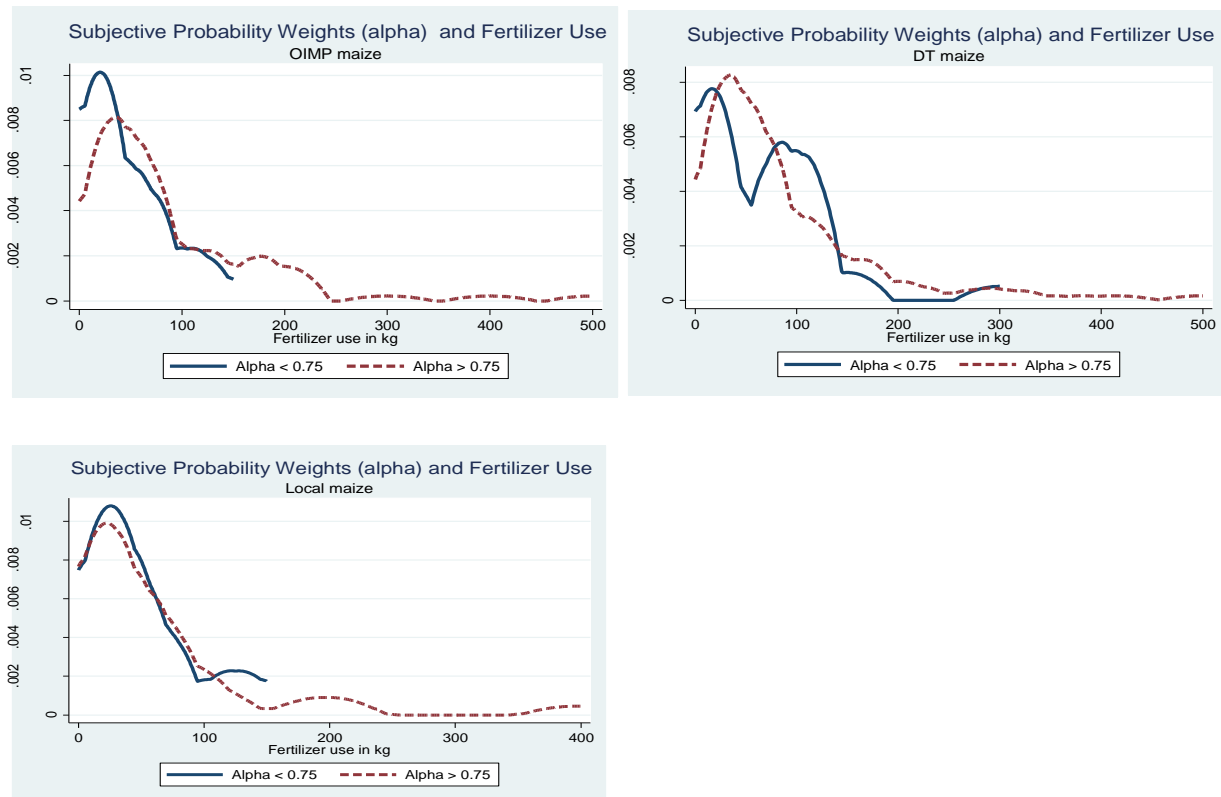 Subjective Probability Weights (alpha) and Fertilizer Use
OIMP maize
.01
.008
.006
.004
.002
0
0 100 200 300 400 500
Fertilizer use in kg
Alpha < 0.75 Alpha > 0.75
Subjective Probability Weights (alpha) and Fertilizer Use
DT maize
.008
.006
.004
.002
0
0 100 200 300 400 500
Fertilizer use in kg
Alpha < 0.75 Alpha > 0.75
Subjective Probability Weights (alpha) and Fertilizer Use
Local maize
.01
.008
.006
.004
.002
0
0 100 200 300 400
Fertilizer use in kg
Alpha < 0.75 Alpha > 0.75